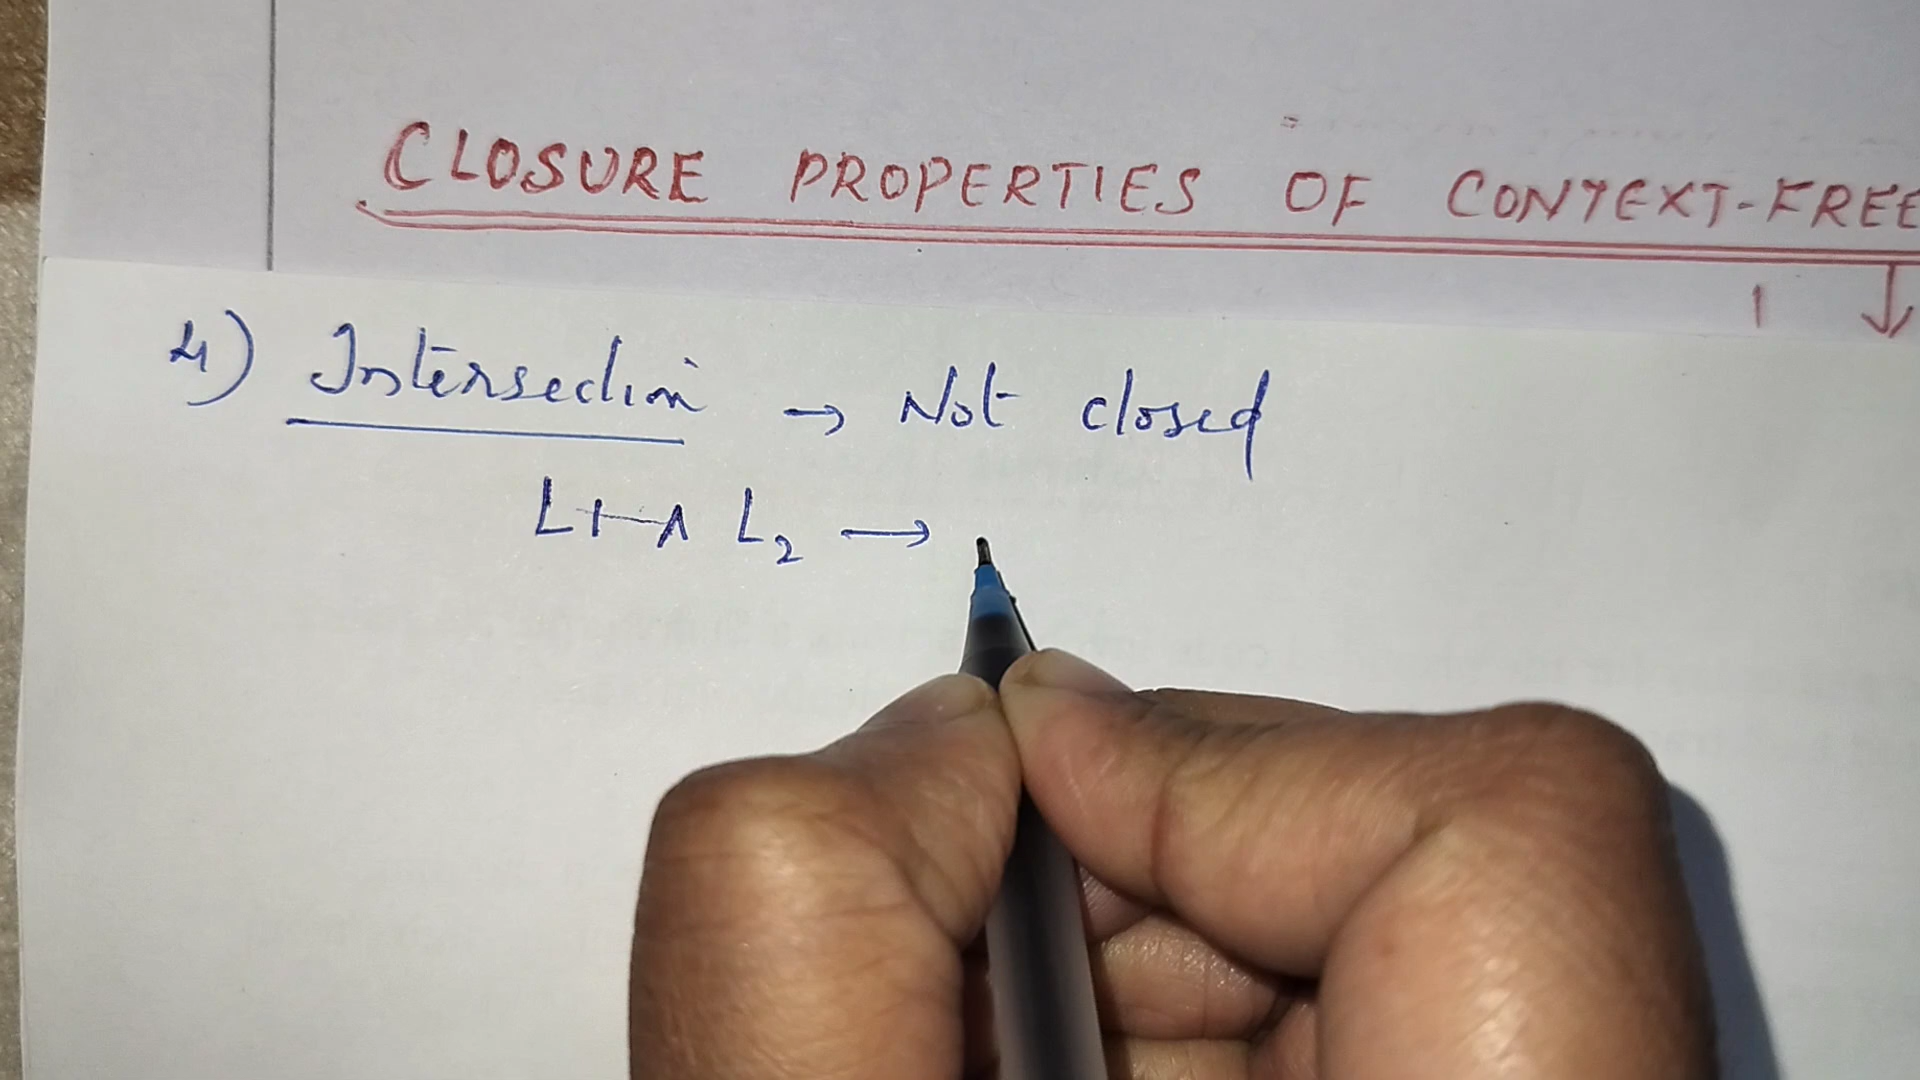 CLOSURE PROPERTIES OF CONTEXT-FREE
4) Intersection → Not closed
L1 ∧ L₂ →